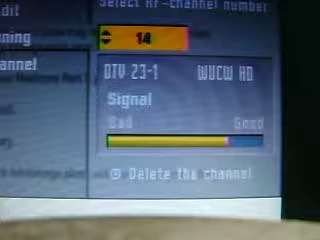 Select RF-channel number
dit
ning
14
annel
DTV 23-1 WUCW HD
Signal
Bad Good
Delete the channel